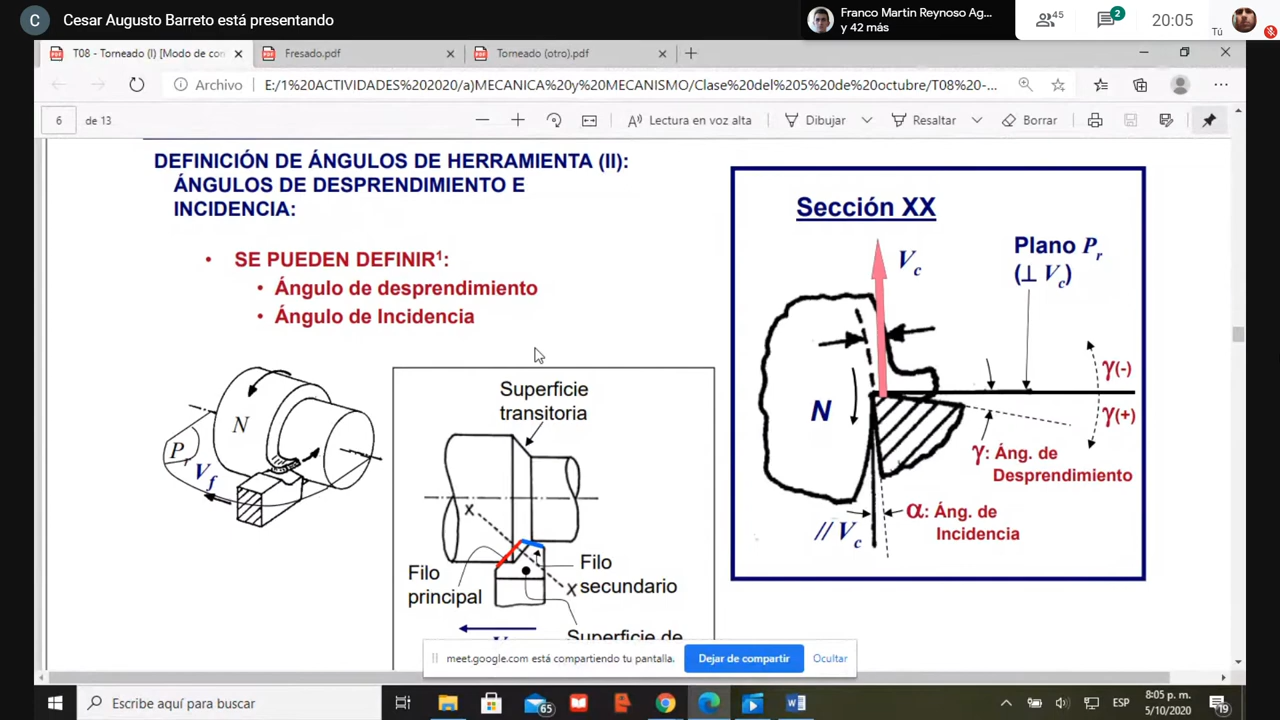 C Cesar Augusto Barreto está presentando
Franco Martin Reynoso Ag...
y 42 más
45
2
20:05
Tú
T08 - Torneado (I) [Modo de con
Fresado.pdf
Torneado (otro).pdf
Archivo
E:/1%20ACTIVIDADES%202020/a)MECANICA%20y%20MECANISMO/Clase%20del%205%20de%20octubre/T08%20-...
6 de 13
Lectura en voz alta
Dibujar
Resaltar
Borrar
DEFINICIÓN DE ÁNGULOS DE HERRAMIENTA (II):
ÁNGULOS DE DESPRENDIMIENTO E
INCIDENCIA:
• SE PUEDEN DEFINIR¹:
• Ángulo de desprendimiento
• Ángulo de Incidencia
N
Pr
Vf
Superficie
transitoria
x
x
Filo
principal
Filo
secundario
Superficie de
Sección XX
Vc
Plano Pr
(⊥ Vc)
γ(-)
γ(+)
N
γ: Áng. de
Desprendimiento
α: Áng. de
Incidencia
// Vc
meet.google.com está compartiendo tu pantalla.
Dejar de compartir
Ocultar
Escribe aquí para buscar
65
ESP
8:05 p. m.
5/10/2020
19